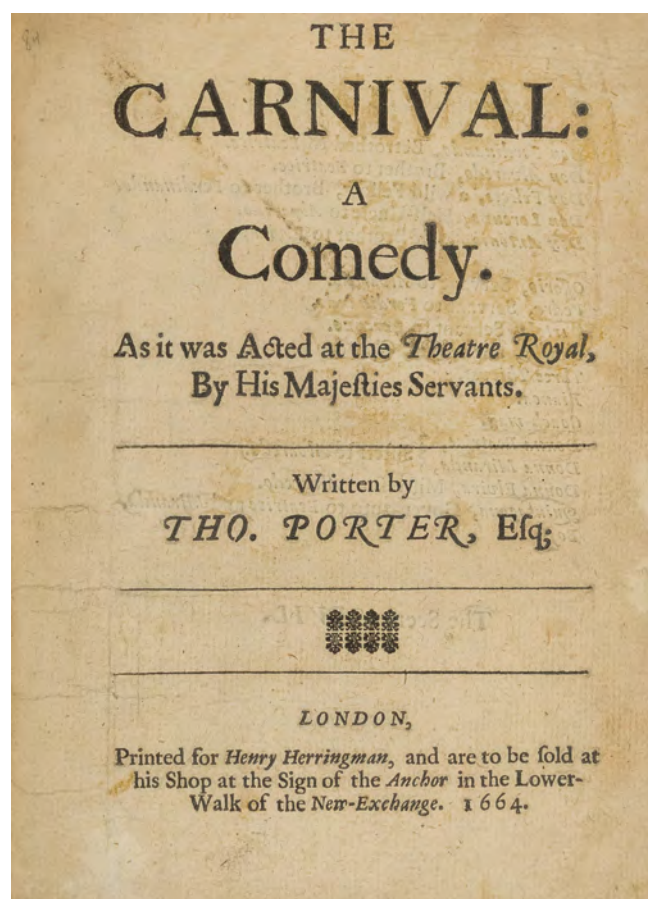 THE
CARNIVAL:
A
Comedy.
As it was Acted at the Theatre Royal,
By His Majeſties Servants.
Written by
THO. PORTER, Eſq;
LONDON,
Printed for Henry Herringman, and are to be ſold at
his Shop at the Sign of the Anchor in the Lower-
Walk of the New-Exchange. 1664.